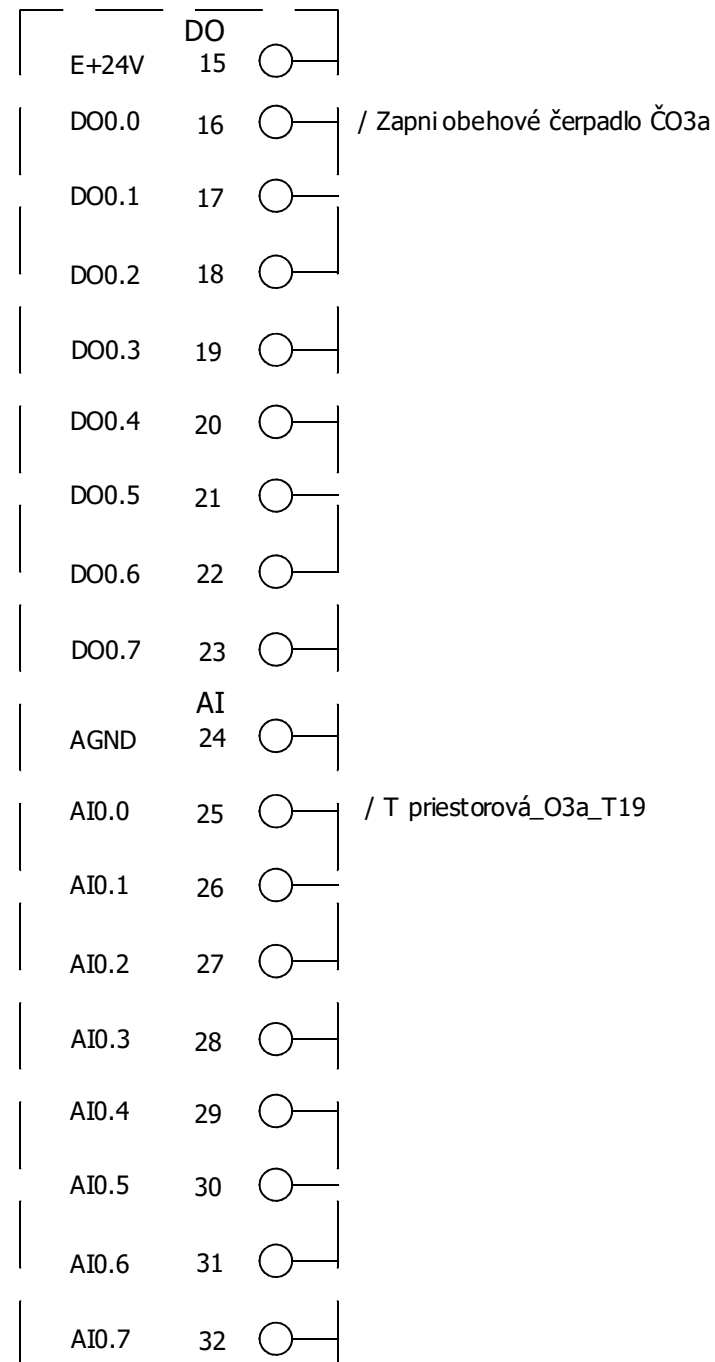 DO
E+24V 15
DO0.0 16 / Zapni obehové čerpadlo ČO3a
DO0.1 17
DO0.2 18
DO0.3 19
DO0.4 20
DO0.5 21
DO0.6 22
DO0.7 23
AI
AGND 24
AI0.0 25 / T priestorová_O3a_T19
AI0.1 26
AI0.2 27
AI0.3 28
AI0.4 29
AI0.5 30
AI0.6 31
AI0.7 32